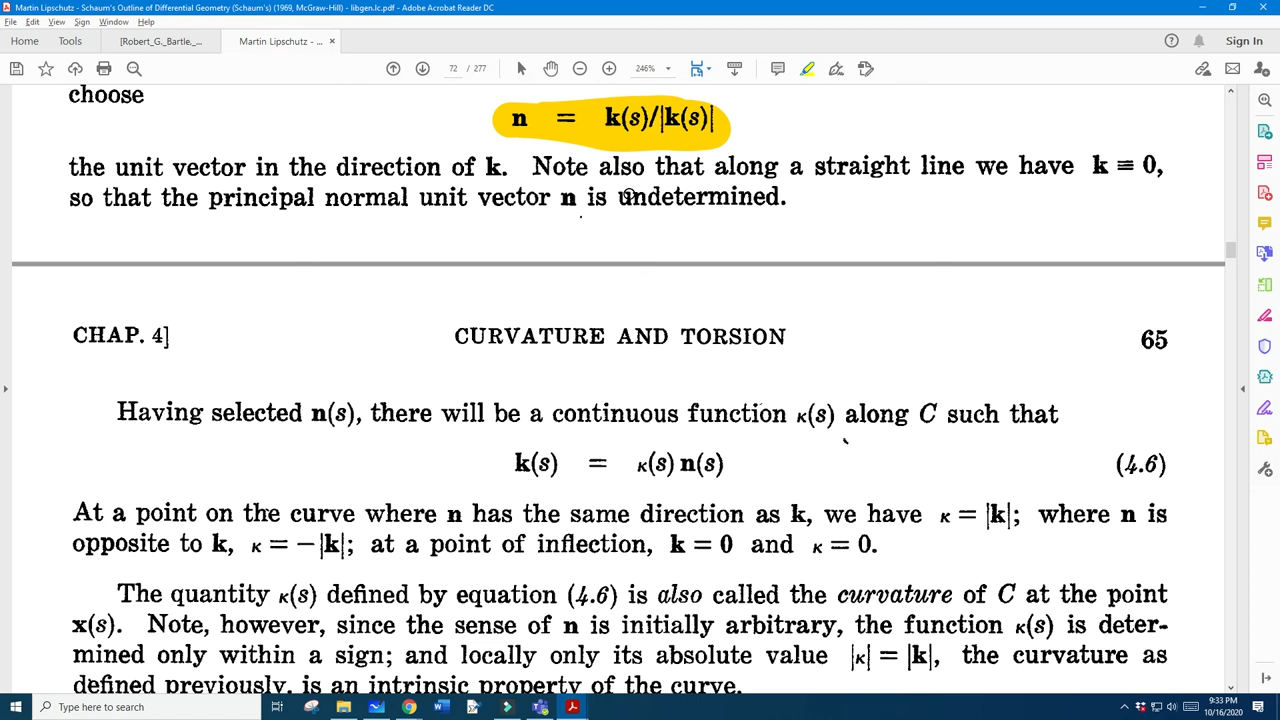 Martin Lipschutz - Schaum's Outline of Differential Geometry (Schaum's) (1969, McGraw-Hill) - libgen.lc.pdf - Adobe Acrobat Reader DC
File Edit View Sign Window Help
Home Tools [Robert_G._Bartle,_... Martin Lipschutz - ... × Sign In
72 / 277 246%
choose
n = k(s)/|k(s)|
the unit vector in the direction of k. Note also that along a straight line we have k ≡ 0,
so that the principal normal unit vector n is undetermined.
CHAP. 4] CURVATURE AND TORSION 65
Having selected n(s), there will be a continuous function κ(s) along C such that
k(s) = κ(s) n(s) (4.6)
At a point on the curve where n has the same direction as k, we have κ = |k|; where n is
opposite to k, κ = −|k|; at a point of inflection, k = 0 and κ = 0.
The quantity κ(s) defined by equation (4.6) is also called the curvature of C at the point
x(s). Note, however, since the sense of n is initially arbitrary, the function κ(s) is deter-
mined only within a sign; and locally only its absolute value |κ| = |k|, the curvature as
defined previously, is an intrinsic property of the curve.
Type here to search
9:33 PM
10/16/2020